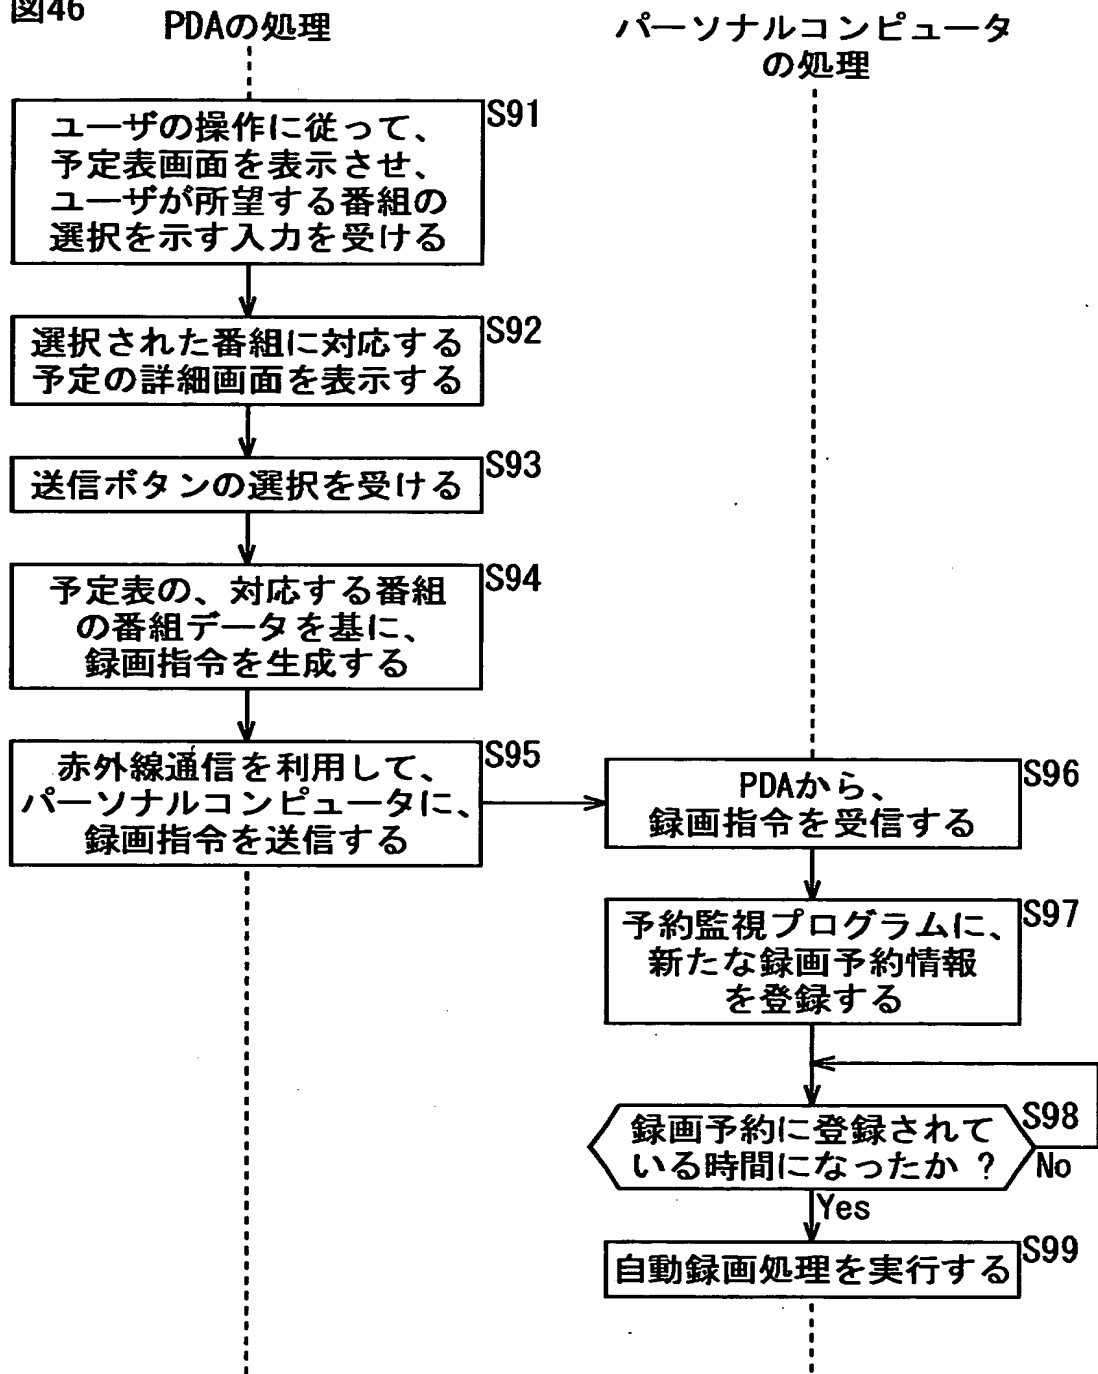 図46
PDAの処理
パーソナルコンピュータ
の処理
S91
ユーザの操作に従って、
予定表画面を表示させ、
ユーザが所望する番組の
選択を示す入力を受ける
S92
選択された番組に対応する
予定の詳細画面を表示する
S93
送信ボタンの選択を受ける
S94
予定表の、対応する番組
の番組データを基に、
録画指令を生成する
S95
赤外線通信を利用して、
パーソナルコンピュータに、
録画指令を送信する
S96
PDAから、
録画指令を受信する
S97
予約監視プログラムに、
新たな録画予約情報
を登録する
S98
録画予約に登録されて
いる時間になったか？
No
Yes
S99
自動録画処理を実行する